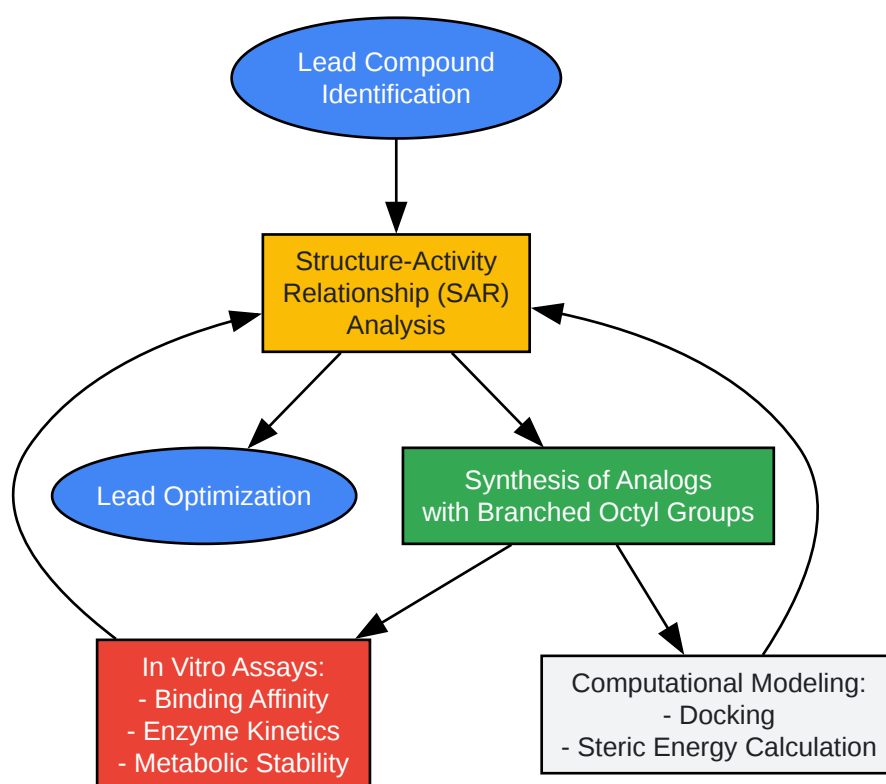 Lead Compound
Identification
Structure-Activity
Relationship (SAR)
Analysis
Lead Optimization
Synthesis of Analogs
with Branched Octyl Groups
In Vitro Assays:
- Binding Affinity
- Enzyme Kinetics
- Metabolic Stability
Computational Modeling:
- Docking
- Steric Energy Calculation